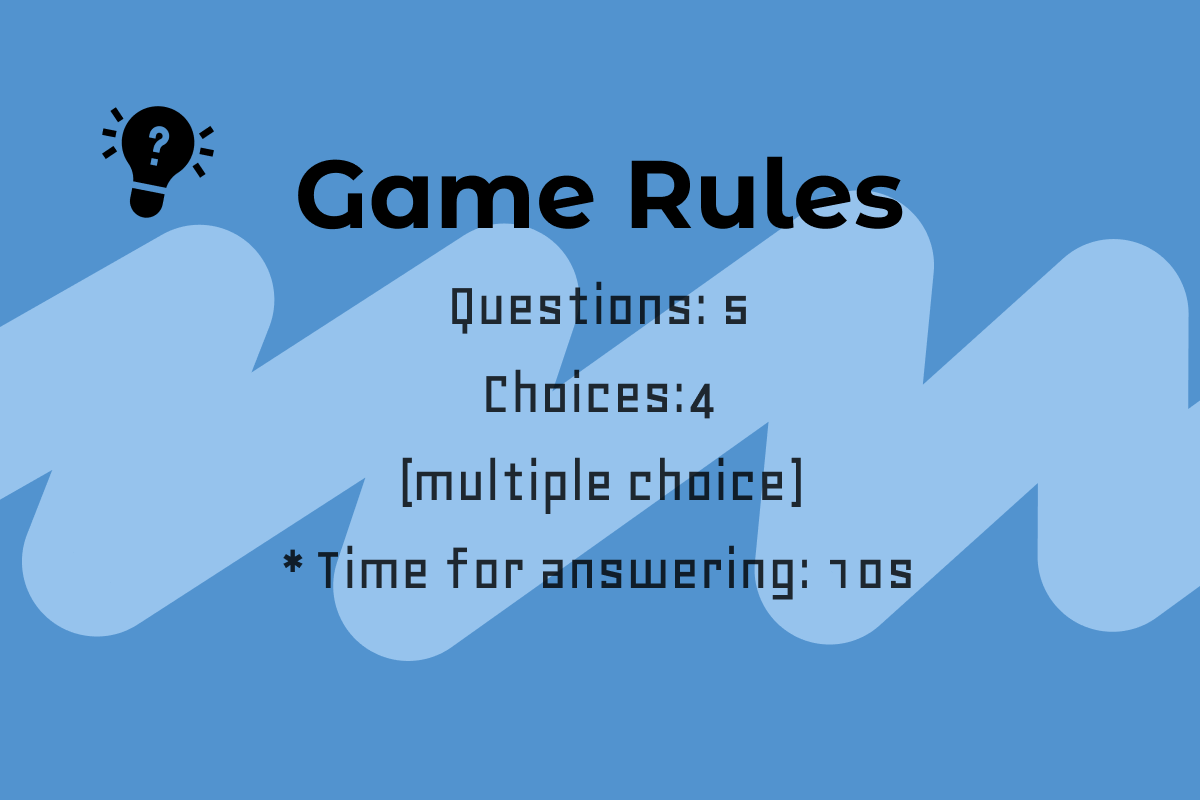 ?
Game Rules
Questions: 5
Choices:4
[multiple choice]
* Time for answering: 10s